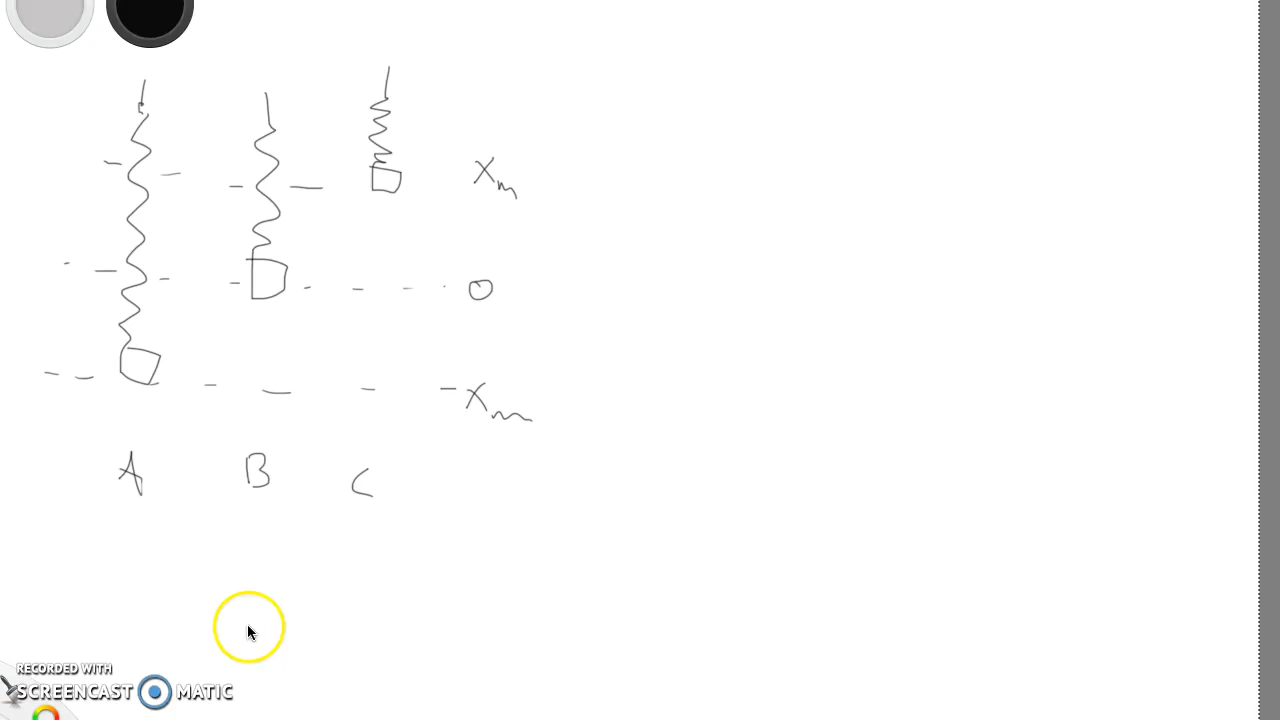 Xm
0
-Xm
A B C
RECORDED WITH
SCREENCAST MATIC